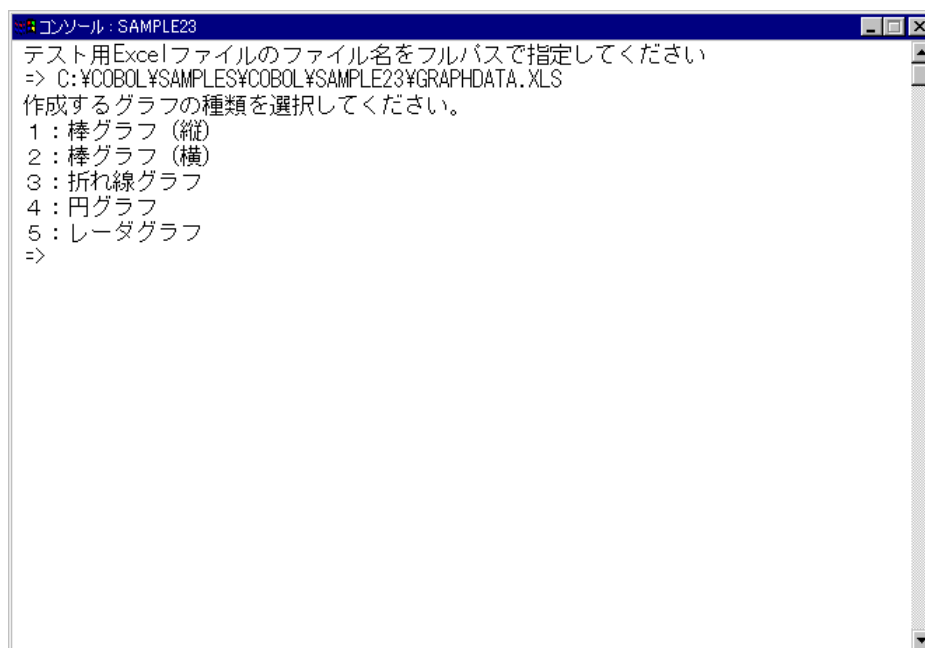 コンソール : SAMPLE23
テスト用Excelファイルのファイル名をフルパスで指定してください
=> C:¥COBOL¥SAMPLES¥COBOL¥SAMPLE23¥GRAPHDATA.XLS
作成するグラフの種類を選択してください。
１：棒グラフ（縦）
２：棒グラフ（横）
３：折れ線グラフ
４：円グラフ
５：レーダグラフ
=>